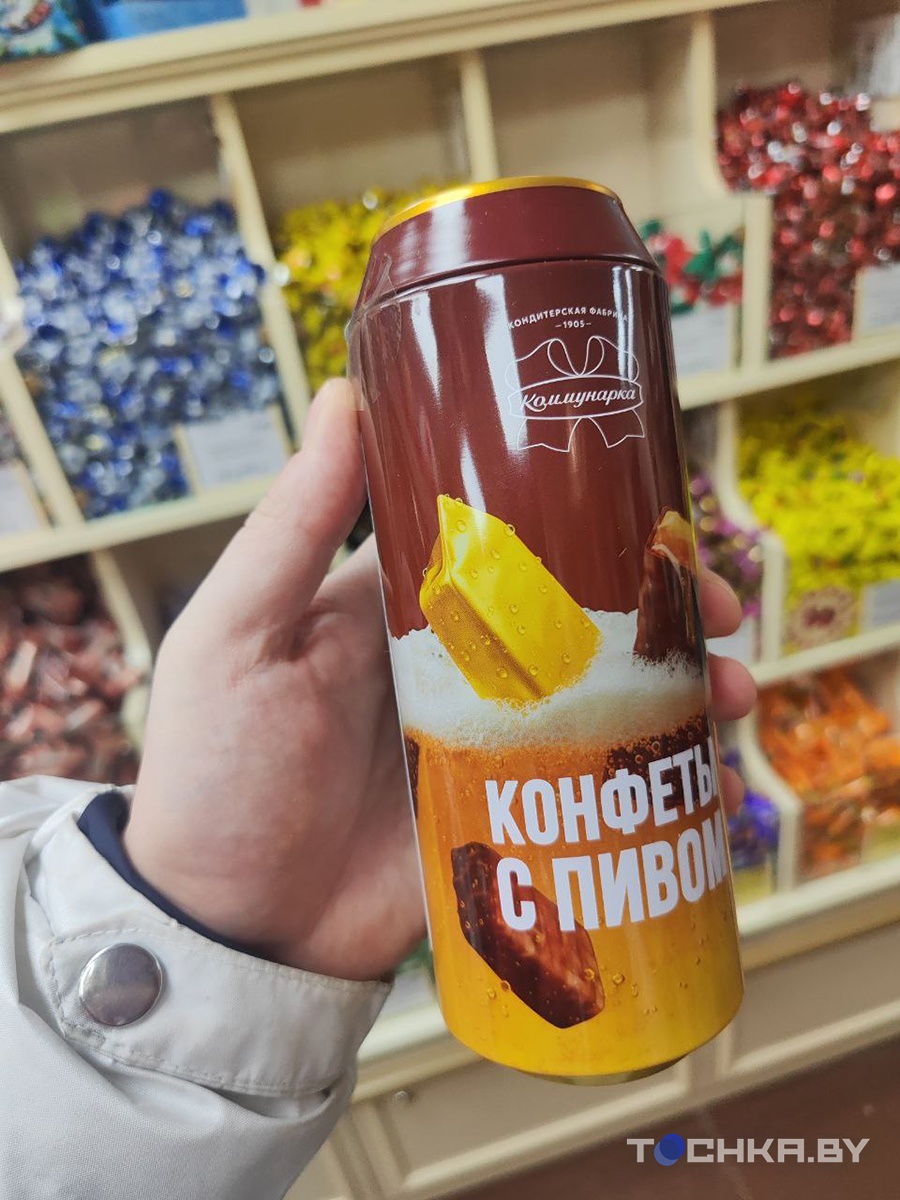 КОНДИТЕРСКАЯ ФАБРИКА
—1905—
Коммунарка
КОНФЕТЫ
С ПИВОМ
TOCHKA.BY